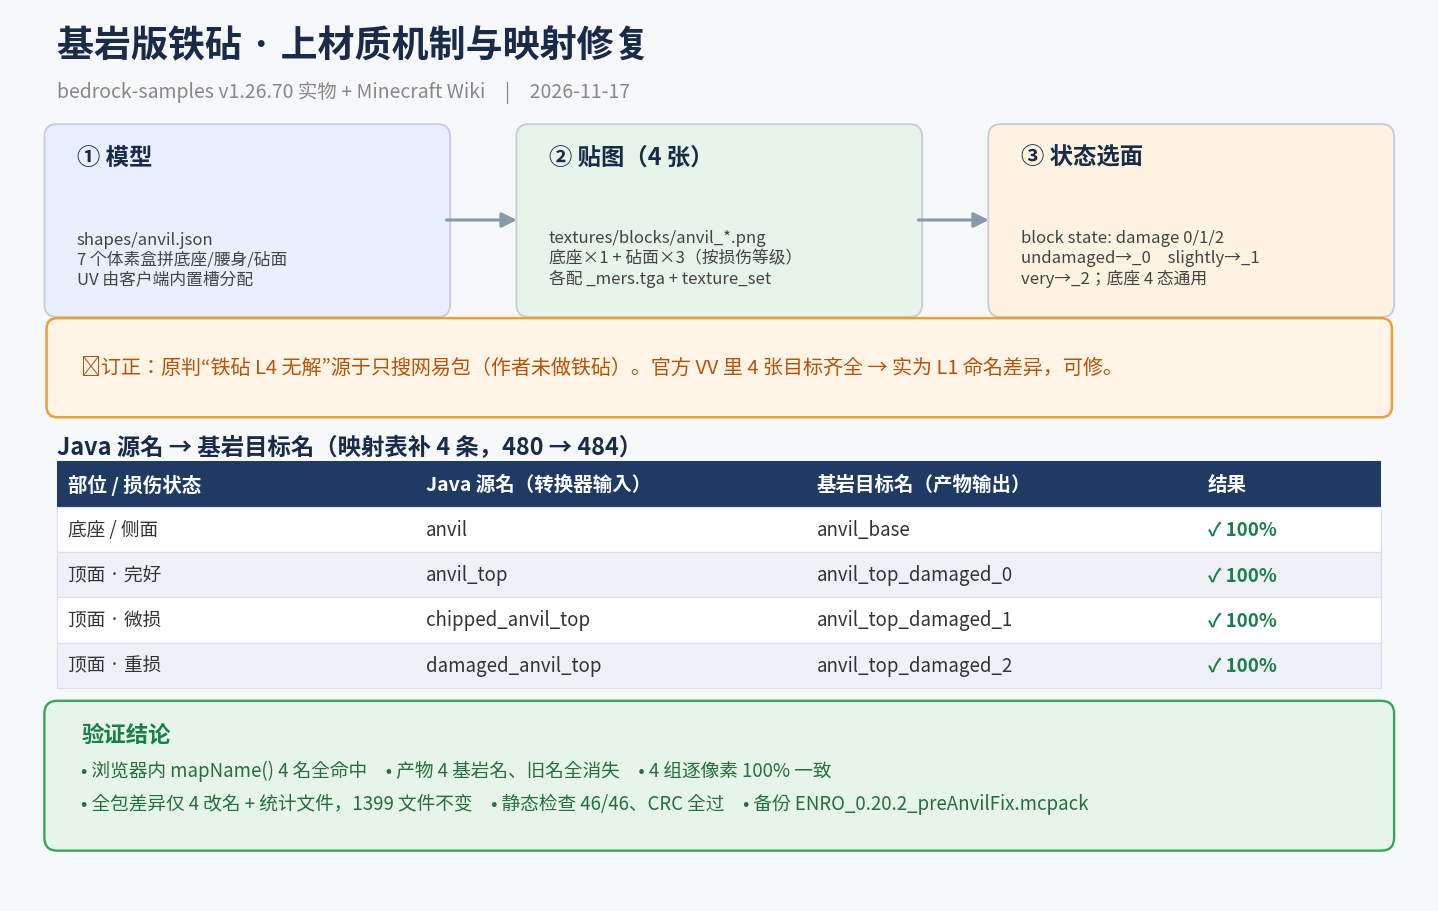 基岩版铁砧 · 上材质机制与映射修复
bedrock-samples v1.26.70 实物 + Minecraft Wiki | 2026-11-17
① 模型
shapes/anvil.json
7 个体素盒拼底座/腰身/砧面
UV 由客户端内置槽分配
② 贴图（4 张）
textures/blocks/anvil_*.png
底座×1 + 砧面×3（按损伤等级）
各配 _mers.tga + texture_set
③ 状态选面
block state: damage 0/1/2
undamaged→_0 slightly→_1
very→_2；底座 4 态通用
订正：原判“铁砧 L4 无解”源于只搜网易包（作者未做铁砧）。官方 VV 里 4 张目标齐全 → 实为 L1 命名差异，可修。
Java 源名 → 基岩目标名（映射表补 4 条，480 → 484）
部位 / 损伤状态 Java 源名（转换器输入） 基岩目标名（产物输出） 结果
底座 / 侧面 anvil anvil_base ✓ 100%
顶面 · 完好 anvil_top anvil_top_damaged_0 ✓ 100%
顶面 · 微损 chipped_anvil_top anvil_top_damaged_1 ✓ 100%
顶面 · 重损 damaged_anvil_top anvil_top_damaged_2 ✓ 100%
验证结论
• 浏览器内 mapName() 4 名全命中 • 产物 4 基岩名、旧名全消失 • 4 组逐像素 100% 一致
• 全包差异仅 4 改名 + 统计文件，1399 文件不变 • 静态检查 46/46、CRC 全过 • 备份 ENRO_0.20.2_preAnvilFix.mcpack